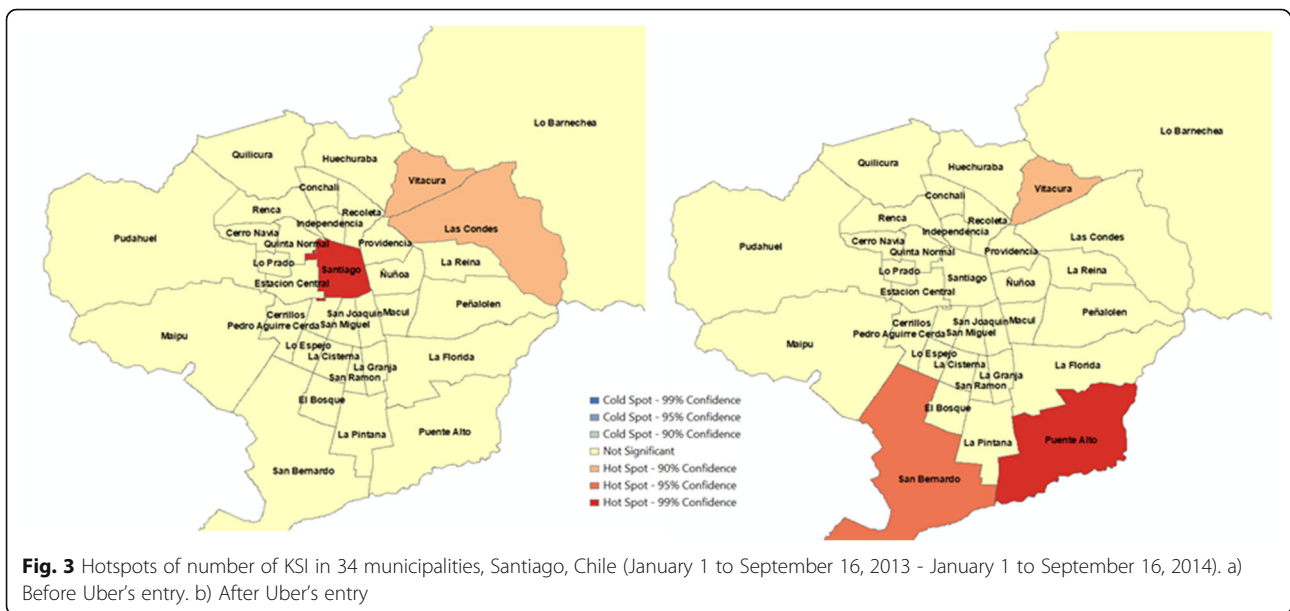 Lo Barnechea
Quilicura
Huechuraba
Vitacura
Conchali
Renca
Recoleta
Independencia
Las Condes
Pudahuel
Cerro Navia
Quinta Normal
Providencia
Lo Prado
Santiago
La Reina
Ñuñoa
Estacion Central
Peñalolen
Cerrillos
San Joaquin
Macul
Pedro Aguirre Cerda
San Miguel
Maipu
Lo Espejo
La Cisterna
La Florida
La Granja
San Ramon
El Bosque
La Pintana
Puente Alto
San Bernardo
Cold Spot - 99% Confidence
Cold Spot - 95% Confidence
Cold Spot - 90% Confidence
Not Significant
Hot Spot - 90% Confidence
Hot Spot - 95% Confidence
Hot Spot - 99% Confidence
Lo Barnechea
Quilicura
Huechuraba
Vitacura
Conchali
Renca
Recoleta
Independencia
Las Condes
Pudahuel
Cerro Navia
Quinta Normal
Providencia
Lo Prado
Santiago
La Reina
Ñuñoa
Estacion Central
Peñalolen
Cerrillos
San Joaquin
Macul
Pedro Aguirre Cerda
San Miguel
Maipu
Lo Espejo
La Cisterna
La Florida
La Granja
San Ramon
El Bosque
La Pintana
Puente Alto
San Bernardo
Fig. 3 Hotspots of number of KSI in 34 municipalities, Santiago, Chile (January 1 to September 16, 2013 - January 1 to September 16, 2014). a)
Before Uber's entry. b) After Uber's entry